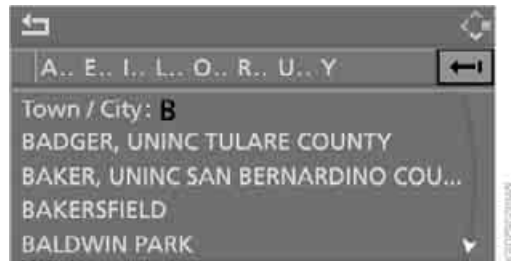 A.. E.. I.. L.. O.. R.. U.. Y
Town / City: B
BADGER, UNINC TULARE COUNTY
BAKER, UNINC SAN BERNARDINO COU...
BAKERSFIELD
BALDWIN PARK